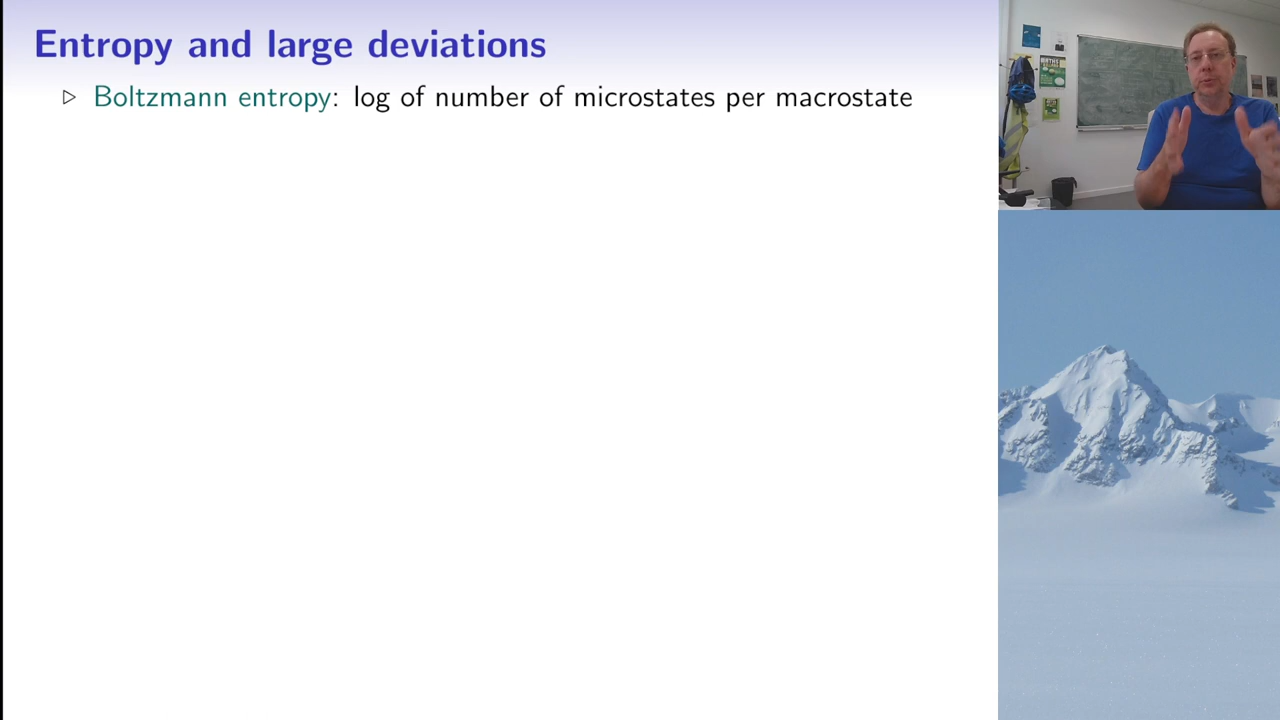 Entropy and large deviations
▷ Boltzmann entropy: log of number of microstates per macrostate